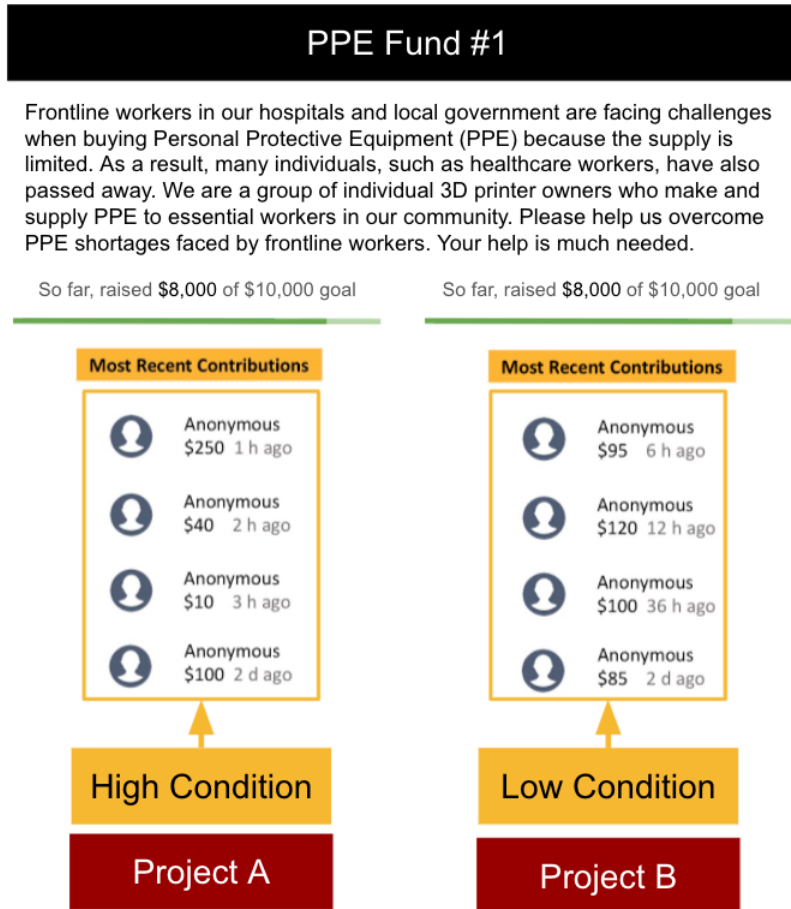 PPE Fund #1
Frontline workers in our hospitals and local government are facing challenges
when buying Personal Protective Equipment (PPE) because the supply is
limited. As a result, many individuals, such as healthcare workers, have also
passed away. We are a group of individual 3D printer owners who make and
supply PPE to essential workers in our community. Please help us overcome
PPE shortages faced by frontline workers. Your help is much needed.
So far, raised $8,000 of $10,000 goal
Most Recent Contributions
Anonymous
$250 1 h ago
Anonymous
$40 2 h ago
Anonymous
$10 3 h ago
Anonymous
$100 2 d ago
High Condition
Project A
So far, raised $8,000 of $10,000 goal
Most Recent Contributions
Anonymous
$95 6 h ago
Anonymous
$120 12 h ago
Anonymous
$100 36 h ago
Anonymous
$85 2 d ago
Low Condition
Project B